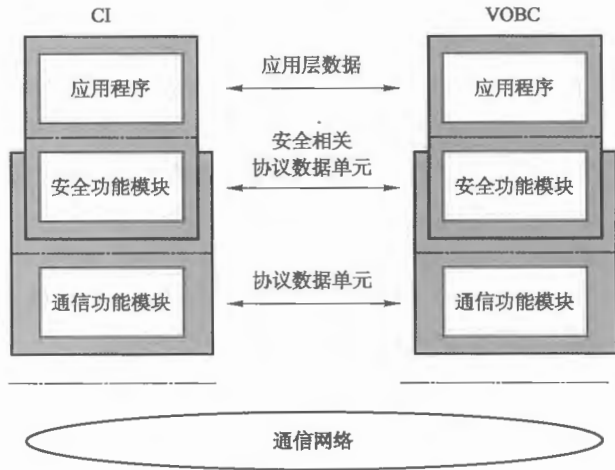 CI
VOBC
应用程序
应用层数据
应用程序
安全相关
协议数据单元
安全功能模块
安全功能模块
协议数据单元
通信功能模块
通信功能模块
通信网络